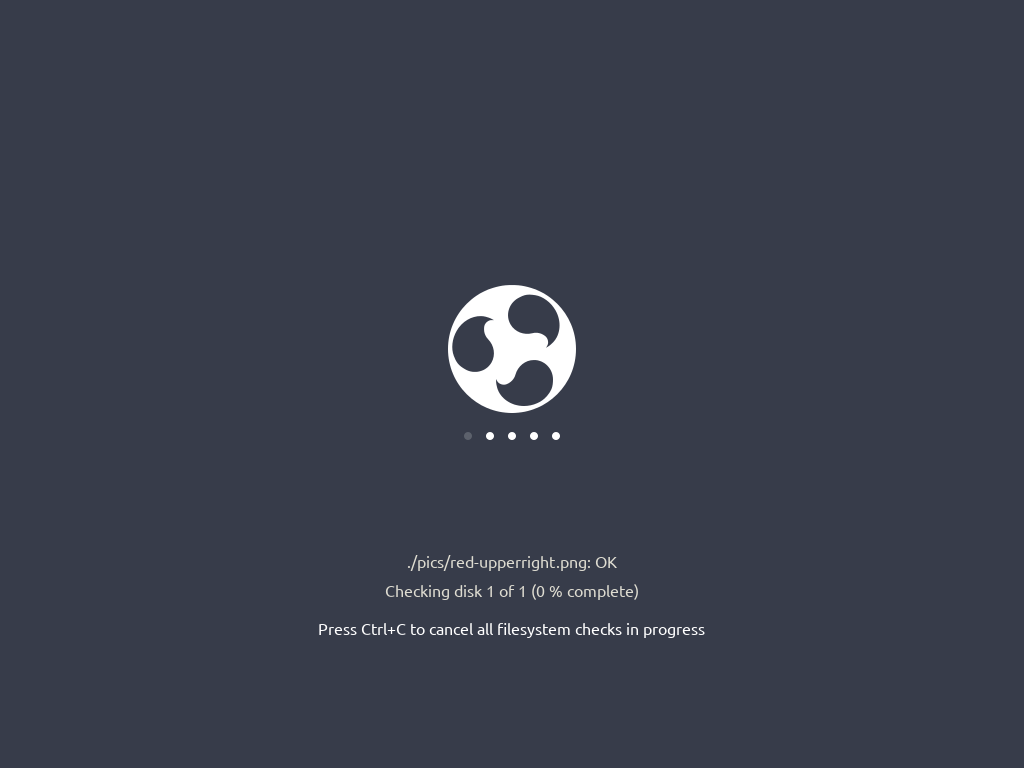 ./pics/red-upperright.png: OK
Checking disk 1 of 1 (0 % complete)
Press Ctrl+C to cancel all filesystem checks in progress